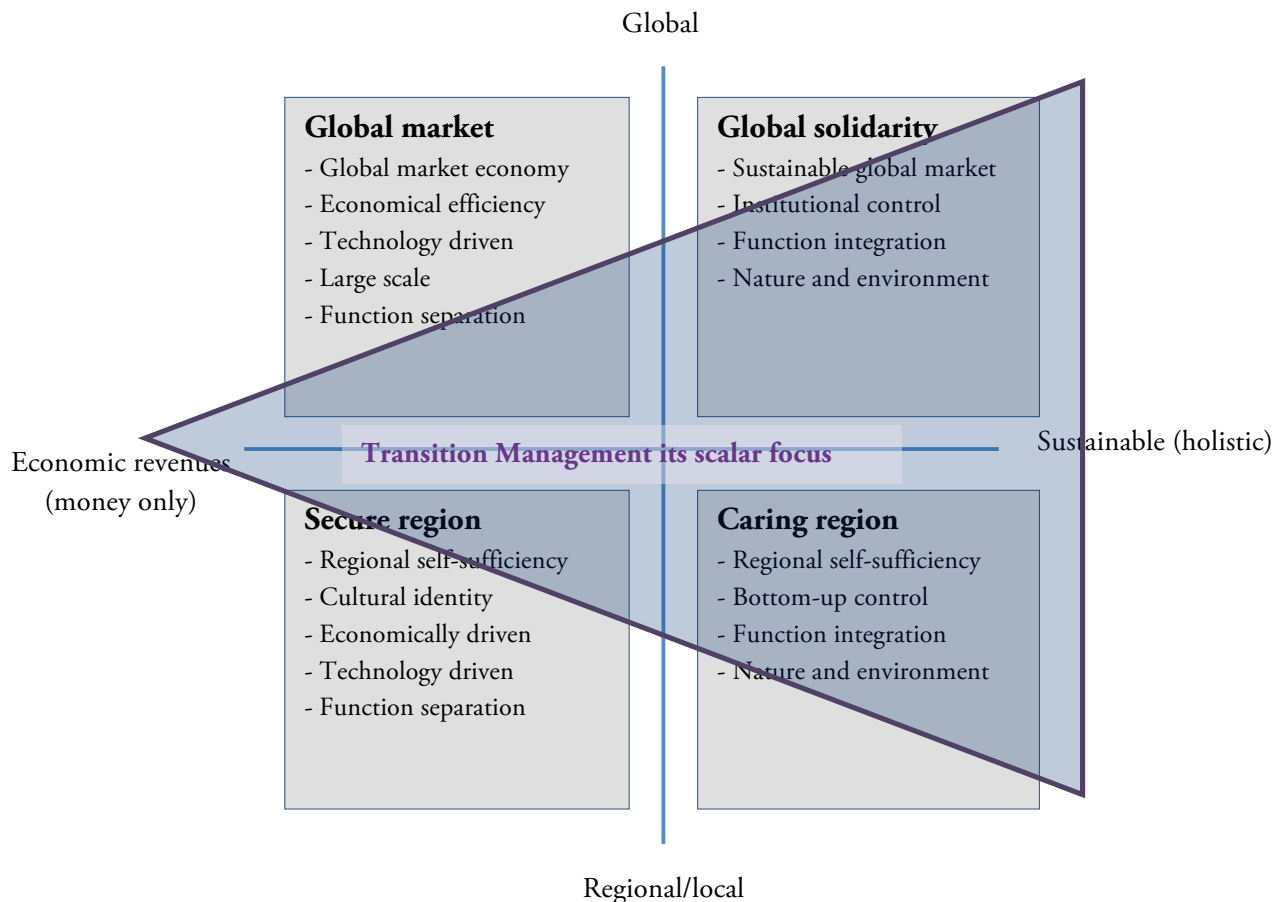 Global
Global market
- Global market economy
- Economical efficiency
- Technology driven
- Large scale
- Function separation
Global solidarity
- Sustainable global market
- Institutional control
- Function integration
- Nature and environment
Economic revenues
(money only)
Transition Management its scalar focus
Sustainable (holistic)
Secure region
- Regional self-sufficiency
- Cultural identity
- Economically driven
- Technology driven
- Function separation
Caring region
- Regional self-sufficiency
- Bottom-up control
- Function integration
- Nature and environment
Regional/local